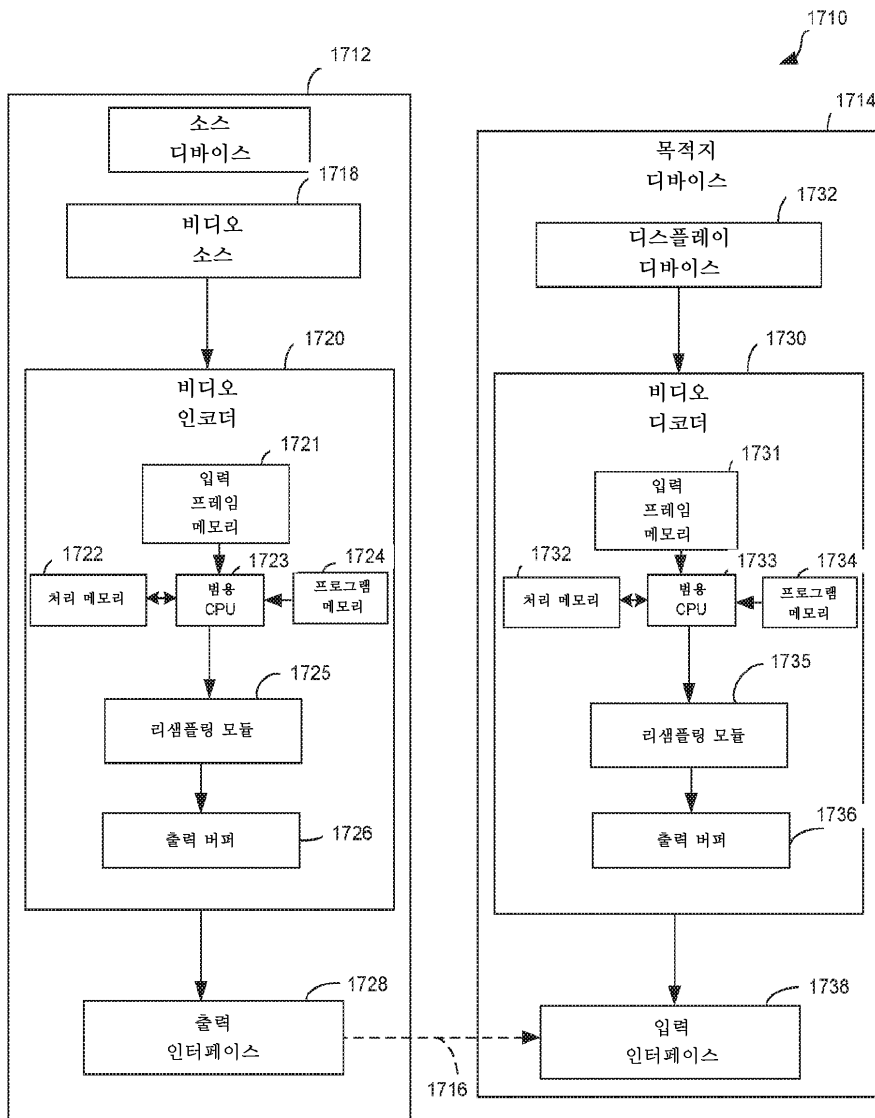 1710
1712
소스
디바이스
1718
비디오
소스
1720
비디오
인코더
1721
입력
프레임
메모리
1722
처리 메모리
1723
범용
CPU
1724
프로그램
메모리
1725
리샘플링 모듈
출력 버퍼
1726
1728
출력
인터페이스
1716
1714
목적지
디바이스
1732
디스플레이
디바이스
1730
비디오
디코더
1731
입력
프레임
메모리
1732
처리 메모리
1733
범용
CPU
1734
프로그램
메모리
1735
리샘플링 모듈
1736
출력 버퍼
1738
입력
인터페이스